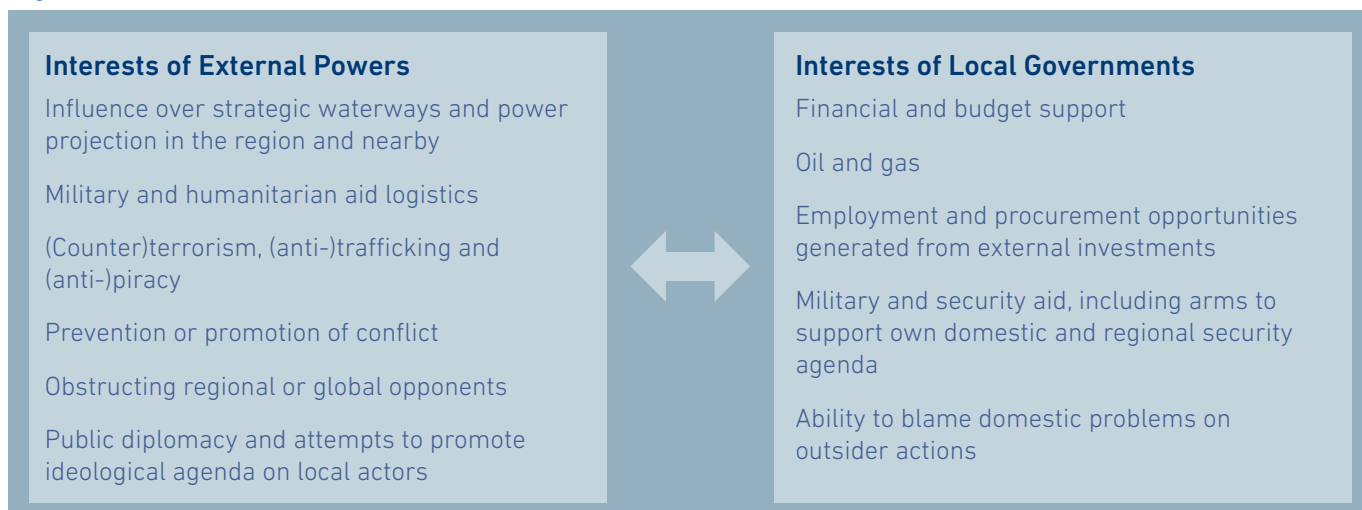 Interests of External Powers
Influence over strategic waterways and power
projection in the region and nearby
Military and humanitarian aid logistics
(Counter)terrorism, (anti-)trafficking and
(anti-)piracy
Prevention or promotion of conflict
Obstructing regional or global opponents
Public diplomacy and attempts to promote
ideological agenda on local actors
Interests of Local Governments
Financial and budget support
Oil and gas
Employment and procurement opportunities
generated from external investments
Military and security aid, including arms to
support own domestic and regional security
agenda
Ability to blame domestic problems on
outsider actions